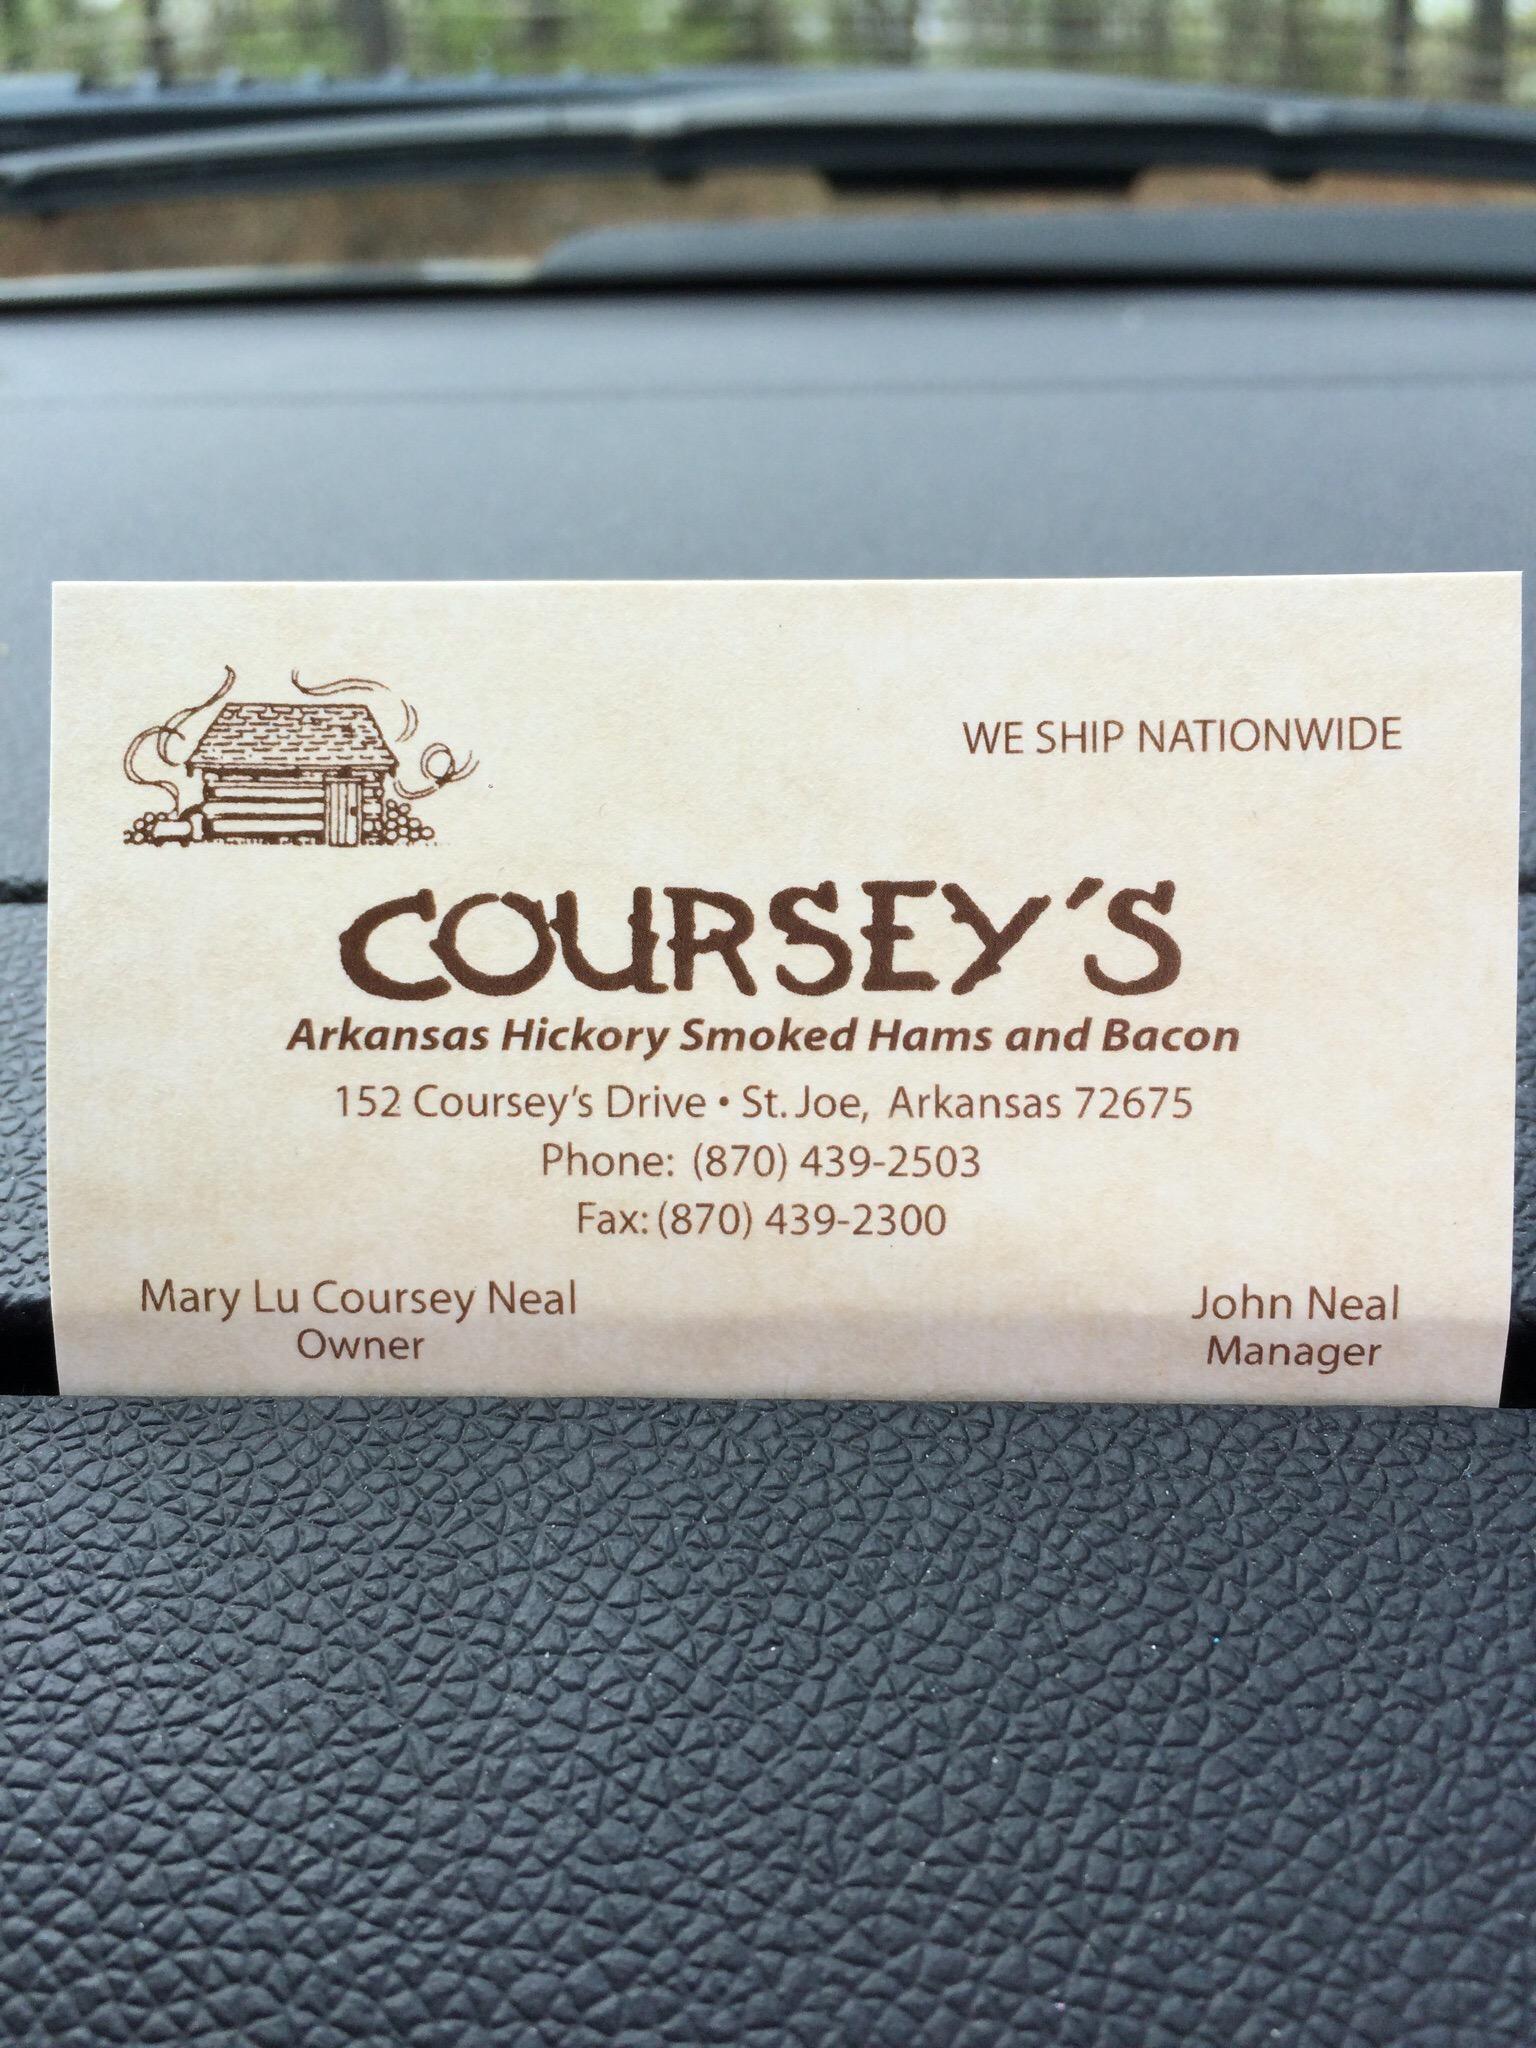 WE SHIP NATIONWIDE
COURSEY'S
Arkansas Hickory Smoked Hams and Bacon
152 Coursey's Drive • St. Joe, Arkansas 72675
Phone: (870) 439-2503
Fax: (870) 439-2300
Mary Lu Coursey Neal
Owner
John Neal
Manager